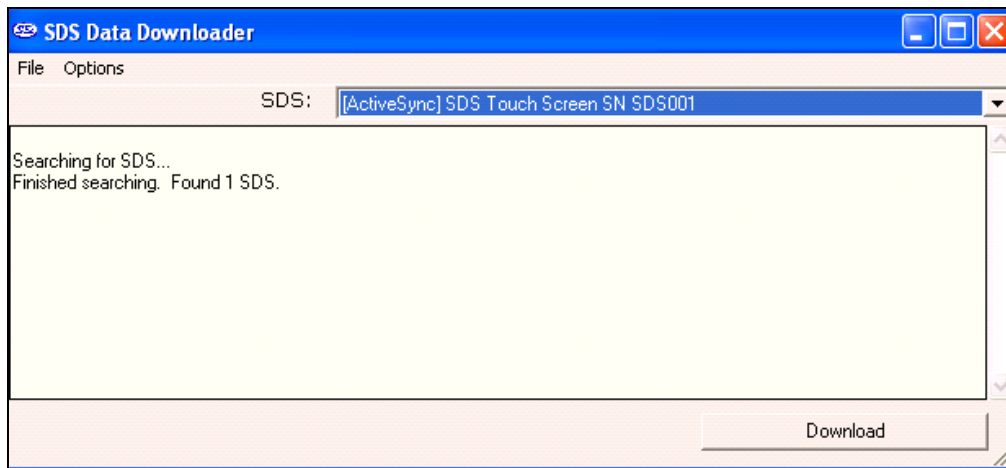 SDS Data Downloader
File Options
SDS: [ActiveSync] SDS Touch Screen SN SDS001
Searching for SDS...
Finished searching. Found 1 SDS.
Download